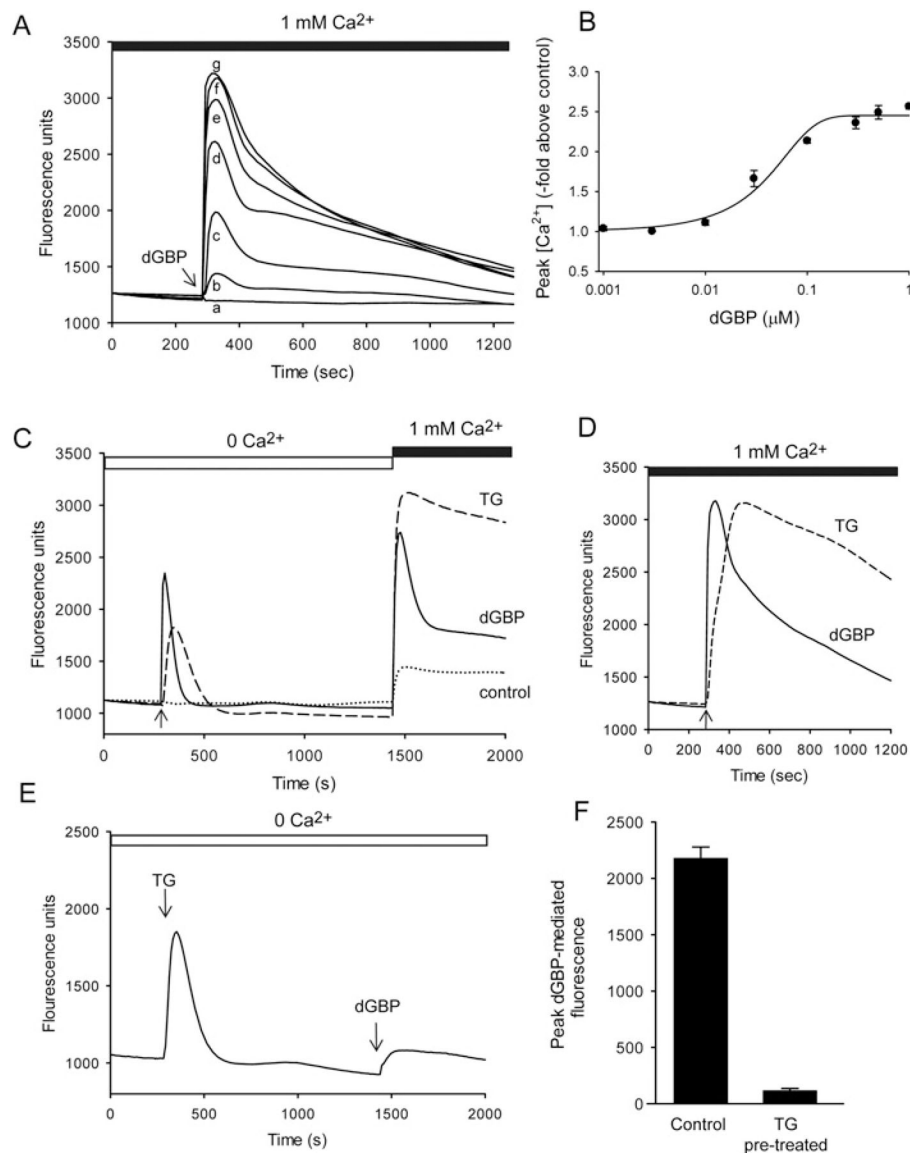 A
1 mM Ca2+
3500
3000
2500
2000
1500
1000
Fluorescence units
g
f
e
d
c
b
a
dGBP
0 200 400 600 800 1000 1200
Time (sec)
B
3.0
2.5
2.0
1.5
1.0
0.5
Peak [Ca2+] (-fold above control)
0.001 0.01 0.1 1
dGBP (µM)
C
0 Ca2+
1 mM Ca2+
3500
3000
2500
2000
1500
1000
Fluorescence units
TG
dGBP
control
0 500 1000 1500 2000
Time (s)
D
1 mM Ca2+
3500
3000
2500
2000
1500
1000
Fluorescence units
TG
dGBP
0 200 400 600 800 1000 1200
Time (sec)
E
0 Ca2+
2500
2000
1500
1000
Flourescence units
TG
dGBP
0 500 1000 1500 2000
Time (s)
F
2500
2000
1500
1000
500
0
Peak dGBP-mediated
fluorescence
Control TG
pre-treated